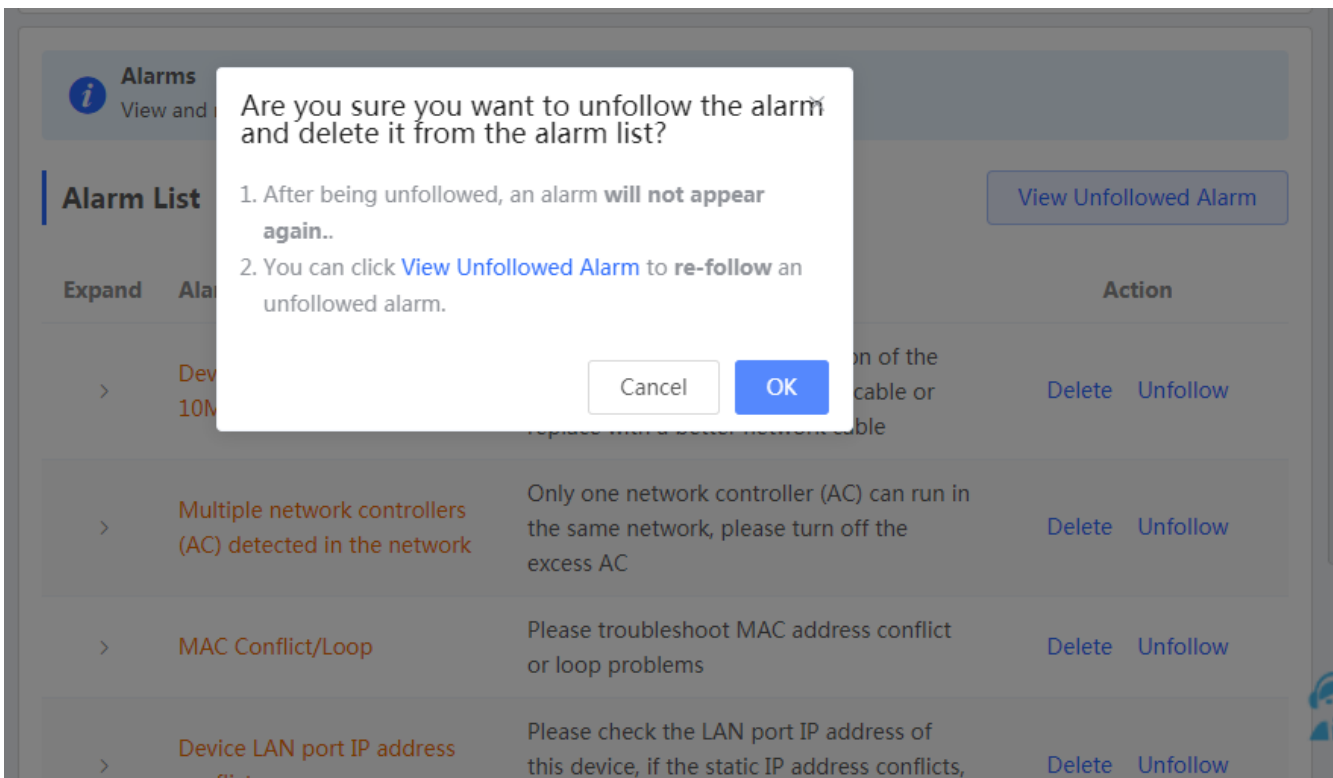 Alarms
View and
Are you sure you want to unfollow the alarm
and delete it from the alarm list?
Alarm List
1. After being unfollowed, an alarm will not appear
again..
2. You can click View Unfollowed Alarm to re-follow an
unfollowed alarm.
View Unfollowed Alarm
Expand
Action
Cancel
OK
10M
on of the
cable or
replace with a better network cable
Delete Unfollow
Multiple network controllers
(AC) detected in the network
Only one network controller (AC) can run in
the same network, please turn off the
excess AC
Delete Unfollow
MAC Conflict/Loop
Please troubleshoot MAC address conflict
or loop problems
Delete Unfollow
Device LAN port IP address
Please check the LAN port IP address of
this device, if the static IP address conflicts,
Delete Unfollow